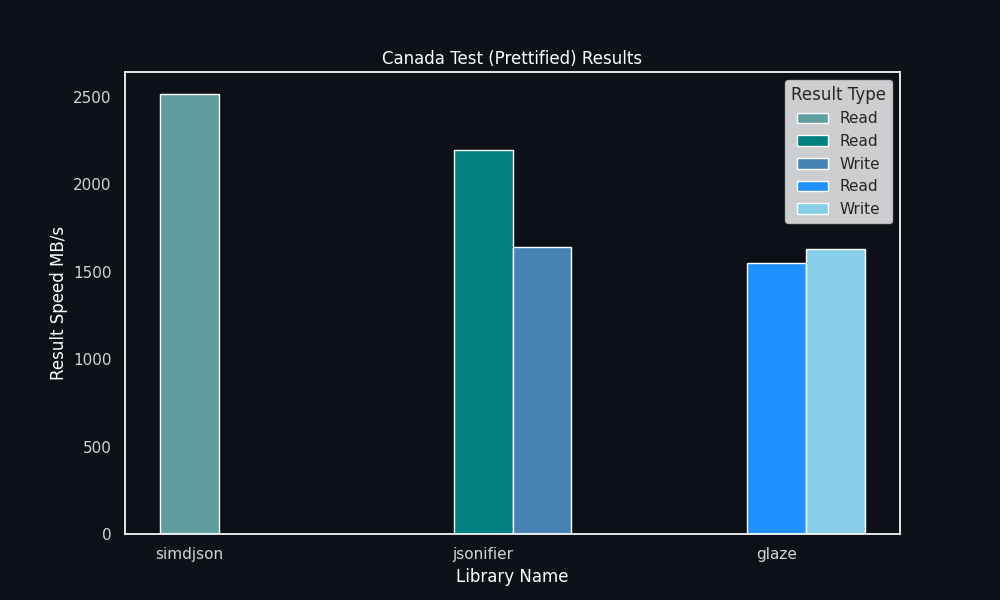 Canada Test (Prettified) Results
Result Speed MB/s
2500
2000
1500
1000
500
0
Result Type
Read
Read
Write
Read
Write
simdjson
jsonifier
glaze
Library Name